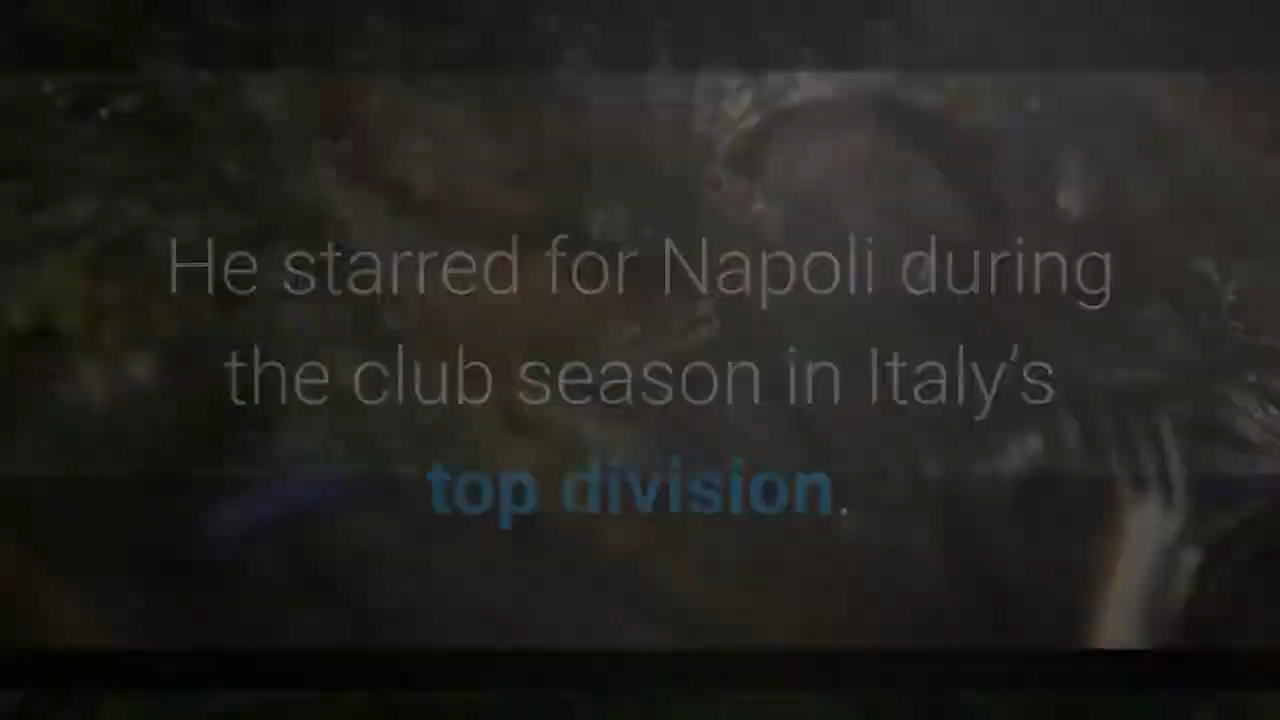 He starred for Napoli during
the club season in Italy's
top division.